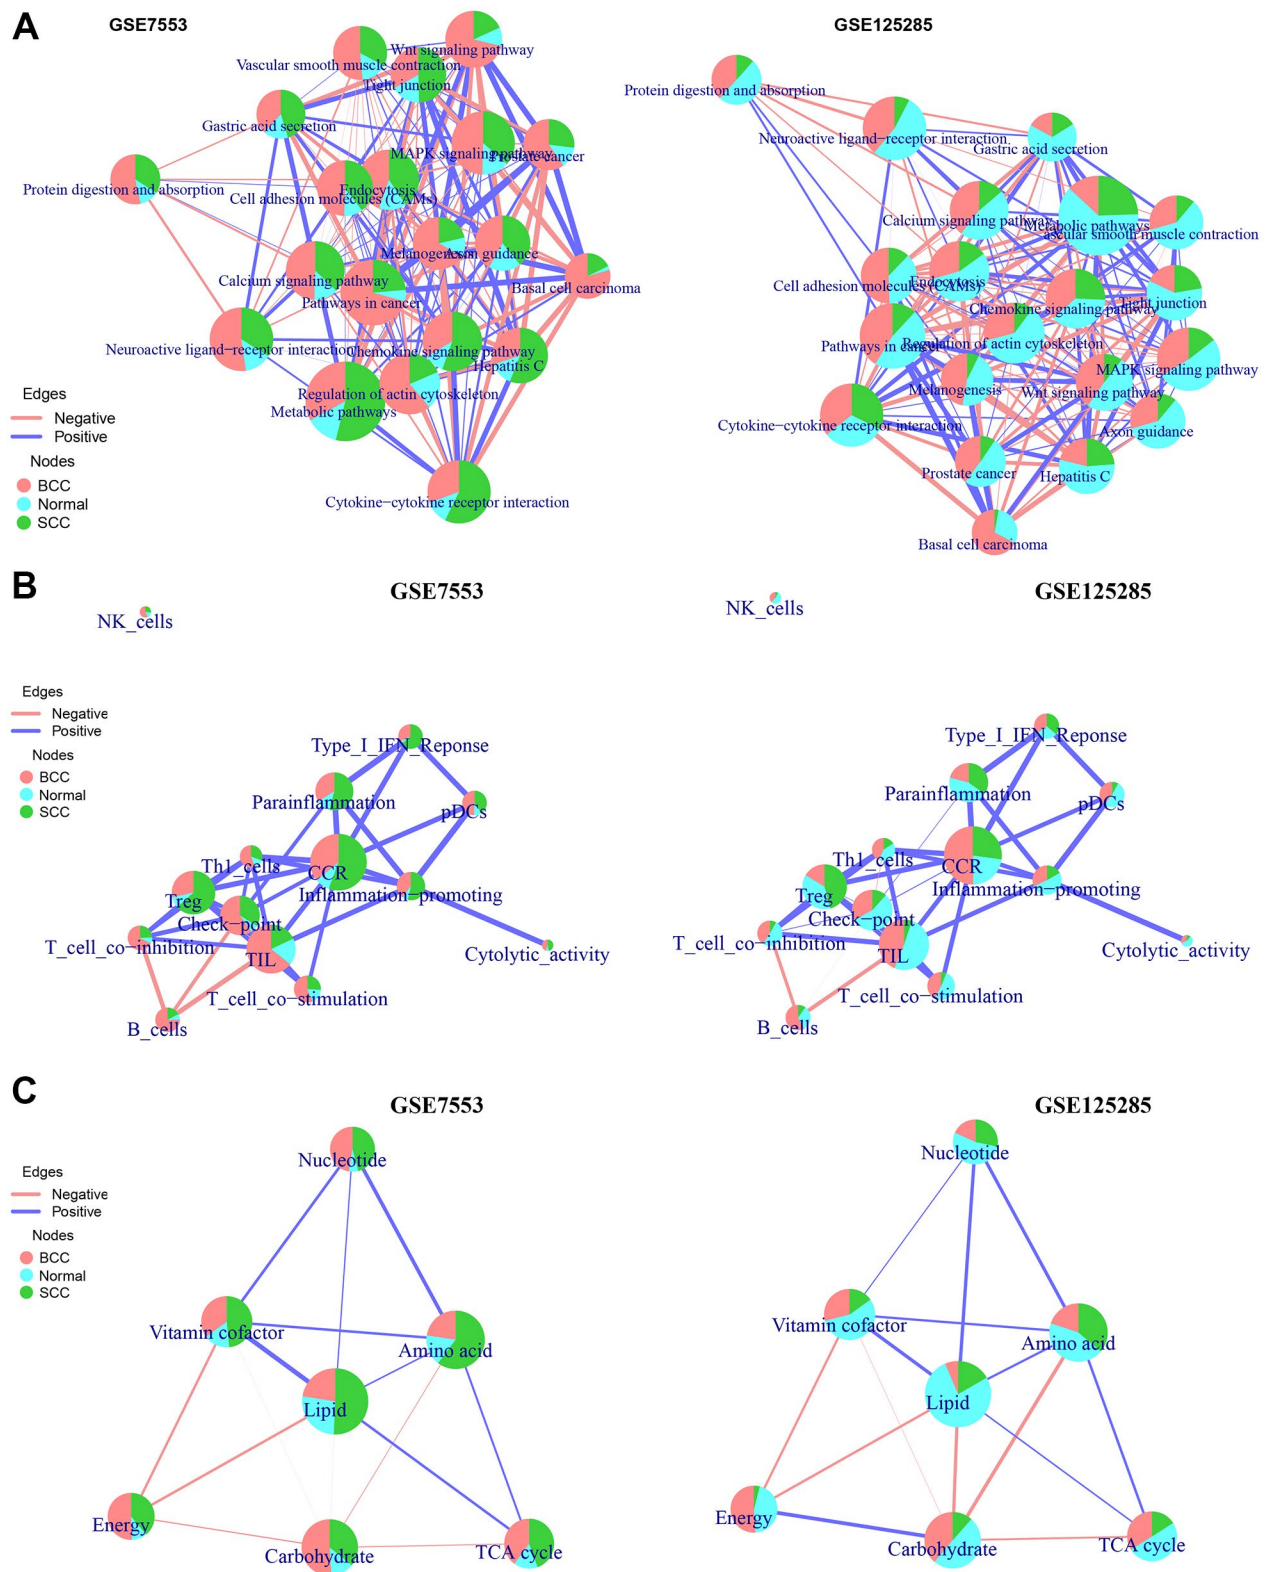 A
GSE7553
GSE125285
Wnt signaling pathway
Vascular smooth muscle contraction
Tight junction
Gastric acid secretion
MAPK signaling pathway
Prostate cancer
Protein digestion and absorption
Endocytosis
Cell adhesion molecules (CAMs)
Melanogenesis
Axon guidance
Calcium signaling pathway
Basal cell carcinoma
Pathways in cancer
Neuroactive ligand−receptor interaction
Chemokine signaling pathway
Hepatitis C
Regulation of actin cytoskeleton
Metabolic pathways
Cytokine−cytokine receptor interaction
Edges
Negative
Positive
Nodes
BCC
Normal
SCC
Protein digestion and absorption
Neuroactive ligand−receptor interaction
Gastric acid secretion
Calcium signaling pathway
Metabolic pathways
ascular smooth muscle contraction
Cell adhesion molecules (CAMs)
Endocytosis
Chemokine signaling pathway
Tight junction
Pathways in cancer
Regulation of actin cytoskeleton
MAPK signaling pathway
Melanogenesis
Wnt signaling pathway
Cytokine−cytokine receptor interaction
Axon guidance
Prostate cancer
Hepatitis C
Basal cell carcinoma
B
GSE7553
GSE125285
NK_cells
Edges
Negative
Positive
Nodes
BCC
Normal
SCC
Type_I_IFN_Reponse
Parainflammation
pDCs
Th1_cells
CCR
Treg
Inflammation−promoting
Check−point
T_cell_co−inhibition
TIL
Cytolytic_activity
T_cell_co−stimulation
B_cells
NK_cells
Type_I_IFN_Reponse
Parainflammation
pDCs
Th1_cells
CCR
Treg
Inflammation−promoting
Check−point
T_cell_co−inhibition
TIL
Cytolytic_activity
T_cell_co−stimulation
B_cells
C
GSE7553
GSE125285
Edges
Negative
Positive
Nodes
BCC
Normal
SCC
Nucleotide
Vitamin cofactor
Amino acid
Lipid
Energy
Carbohydrate
TCA cycle
Nucleotide
Vitamin cofactor
Amino acid
Lipid
Energy
Carbohydrate
TCA cycle